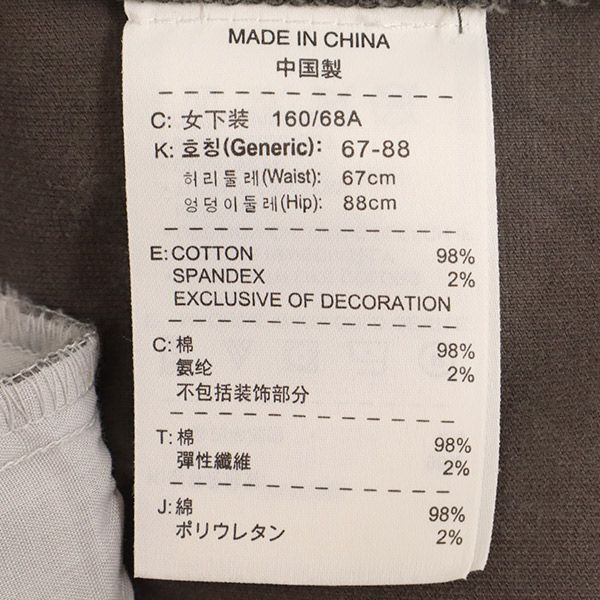 MADE IN CHINA
中国製
C: 女下装 160/68A
K: 호칭(Generic): 67-88
허리둘레(Waist): 67cm
엉덩이둘레(Hip): 88cm
E: COTTON 98%
SPANDEX 2%
EXCLUSIVE OF DECORATION
C: 棉 98%
氨纶 2%
不包括装饰部分
T: 棉 98%
彈性纖維 2%
J: 綿 98%
ポリウレタン 2%